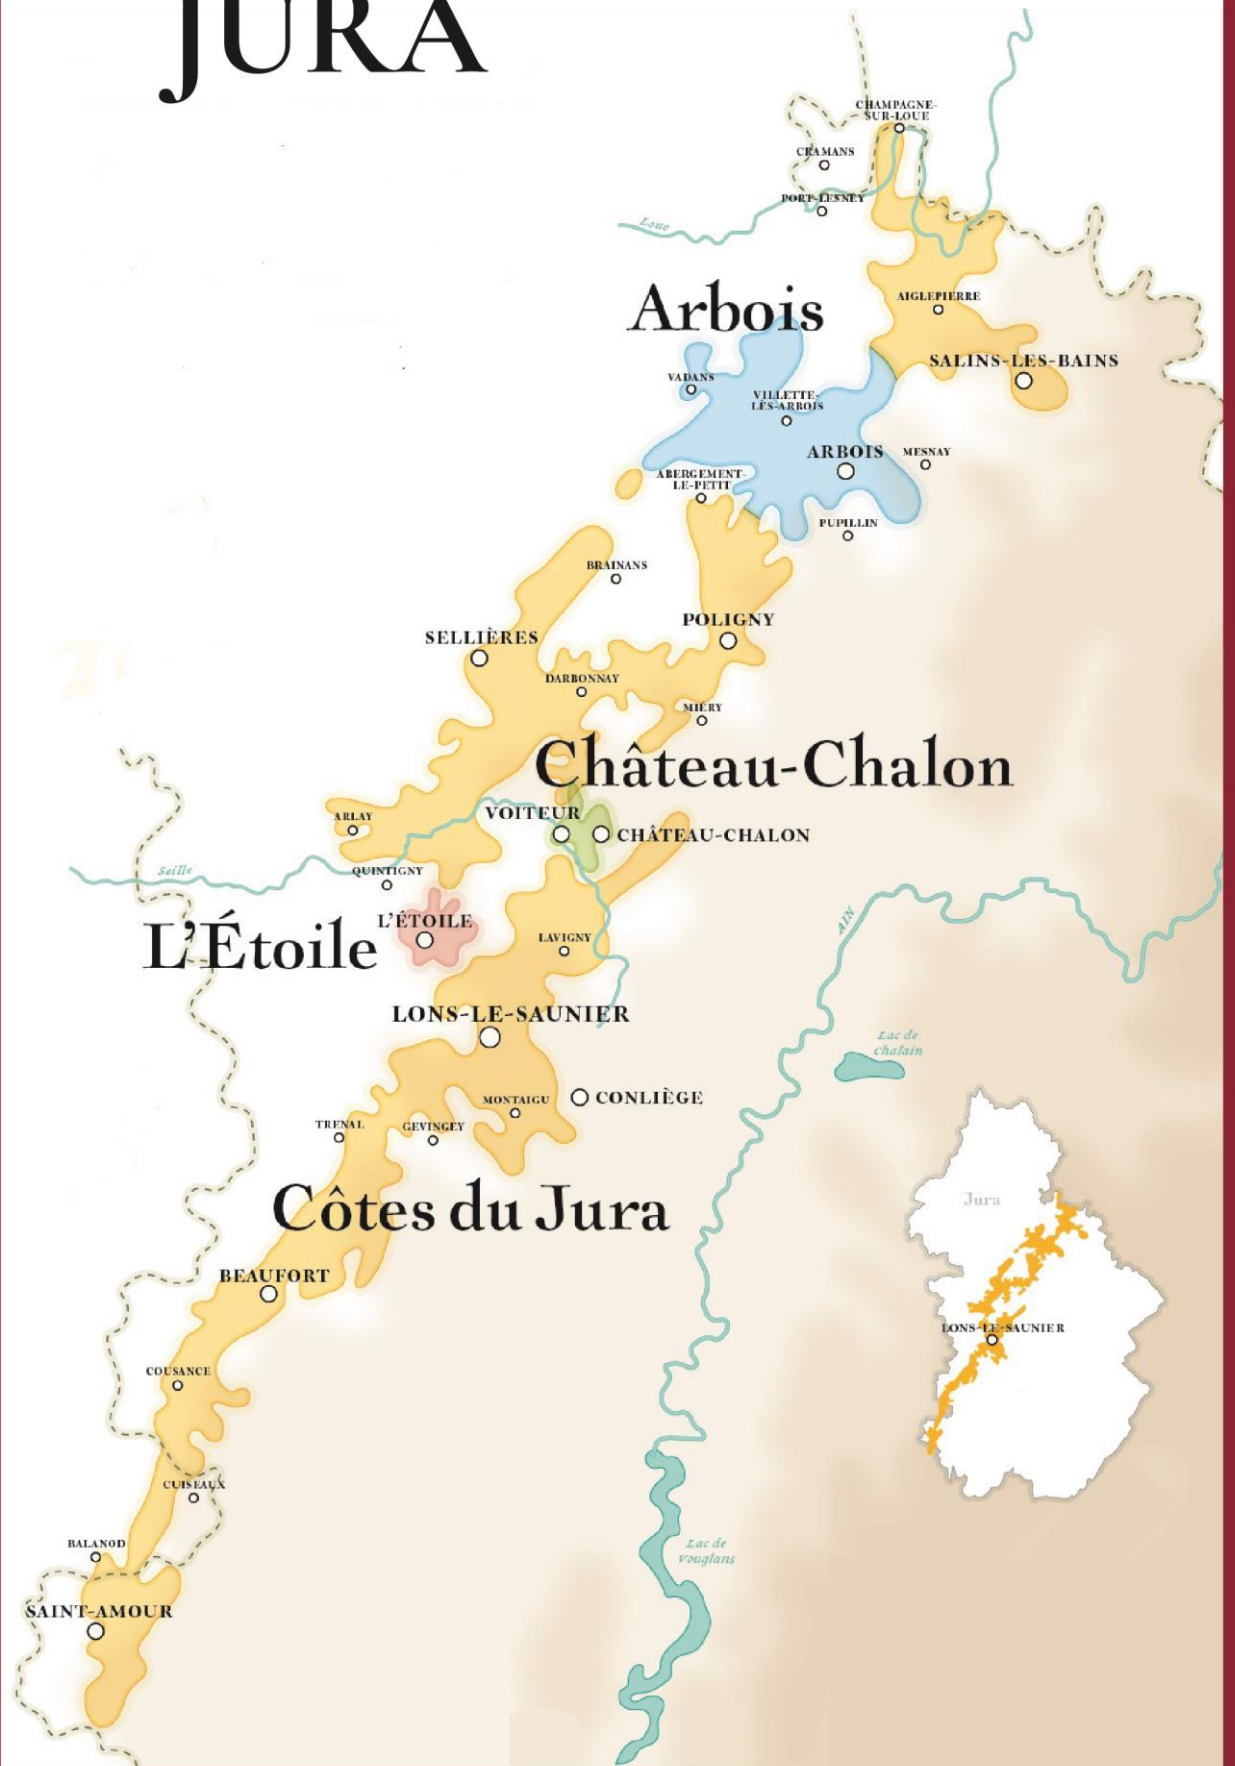 JURA
CHAMPAGNE-
SUR-LOUE
CRAMANS
PORT-LESNEY
Loue
Arbois
AIGLEPIERRE
SALINS-LES-BAINS
VADANS
VILLETTE-
LÈS-ARBOIS
ARBOIS
MESNAY
ABERGEMENT-
LE-PETIT
PUPILLIN
BRAINANS
POLIGNY
SELLIÈRES
DARBONNAY
MIÉRY
Château-Chalon
ARLAY
VOITEUR
CHÂTEAU-CHALON
Seille
QUINTIGNY
L'ÉTOILE
L'Étoile
LAVIGNY
AIN
LONS-LE-SAUNIER
Lac de
Chalain
MONTAIGU
CONLIÈGE
TRENAL
GEVINGEY
Côtes du Jura
Jura
BEAUFORT
LONS-LE-SAUNIER
COUSANCE
CUISEAUX
BALANOD
Lac de
Vouglans
SAINT-AMOUR